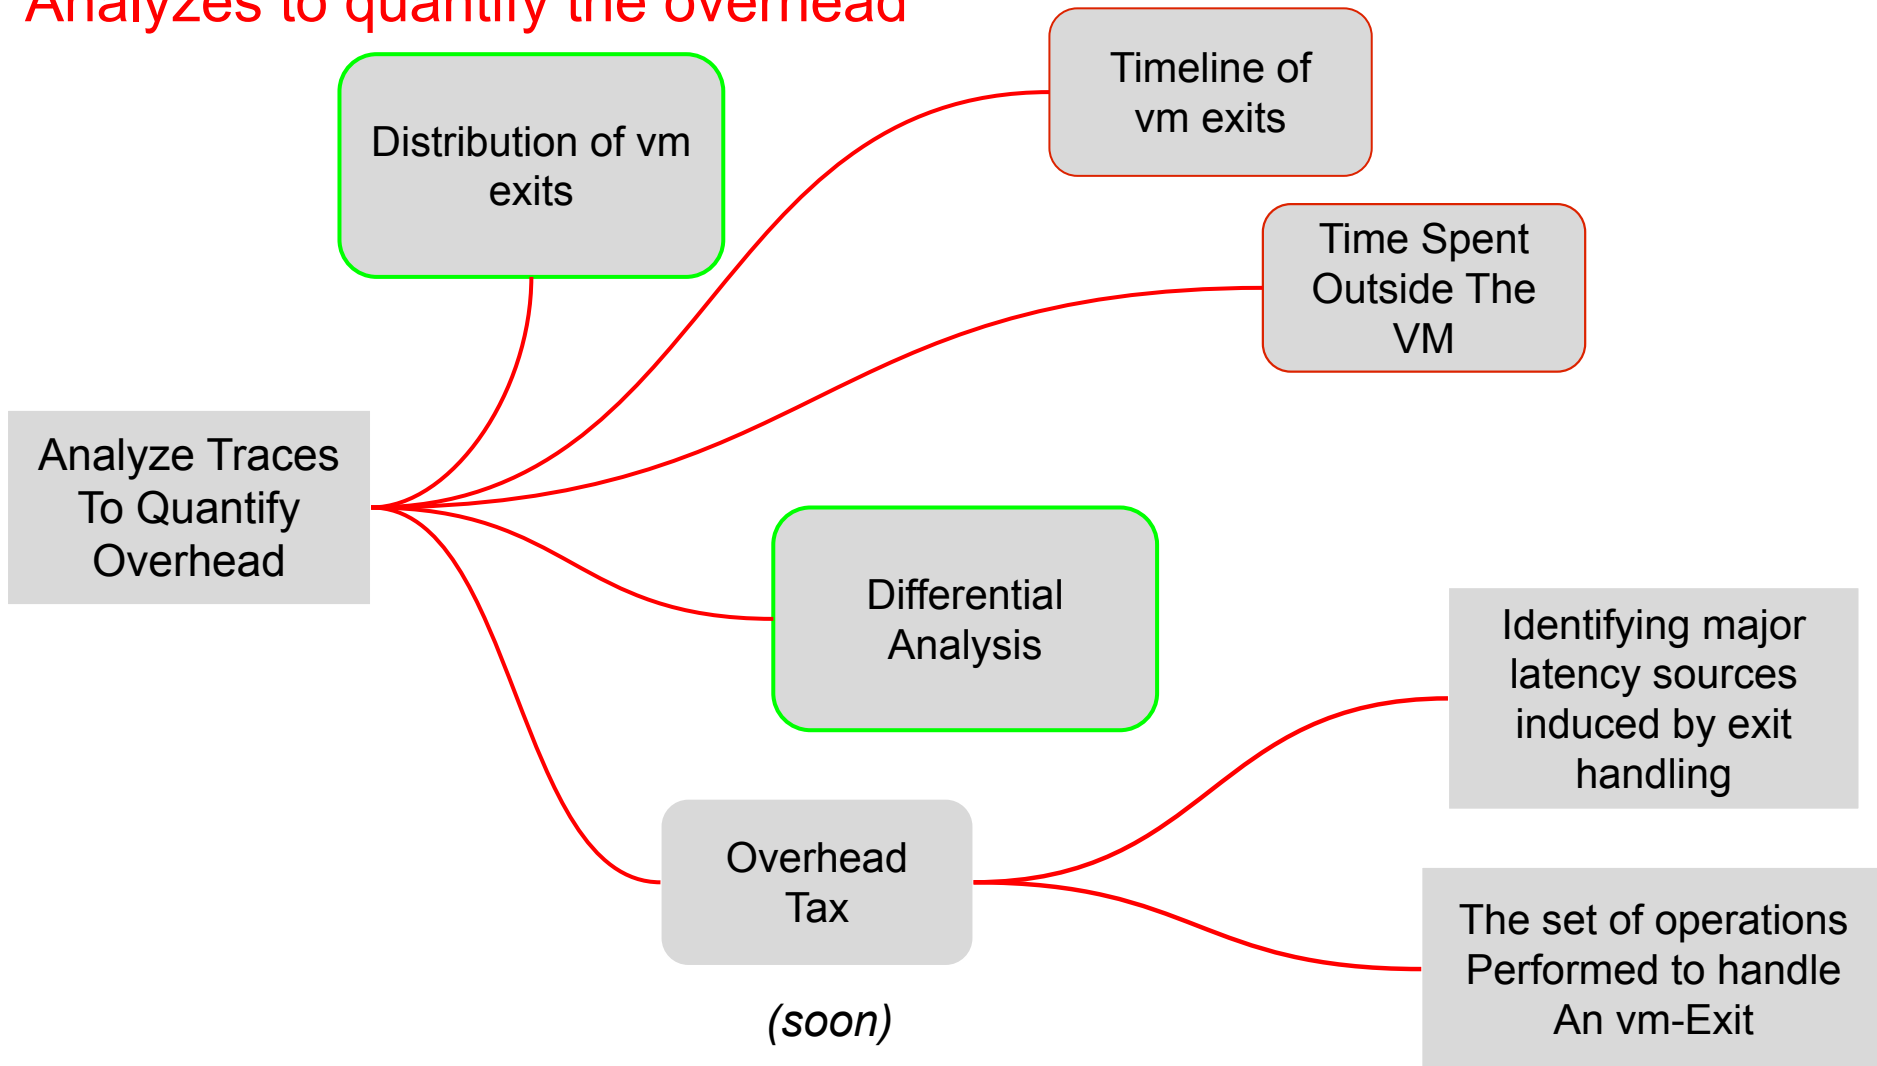 Analyzes to quantify the overhead
Distribution of vm
exits
Timeline of
vm exits
Time Spent
Outside The
VM
Analyze Traces
To Quantify
Overhead
Differential
Analysis
Identifying major
latency sources
induced by exit
handling
Overhead
Tax
The set of operations
Performed to handle
An vm-Exit
(soon)